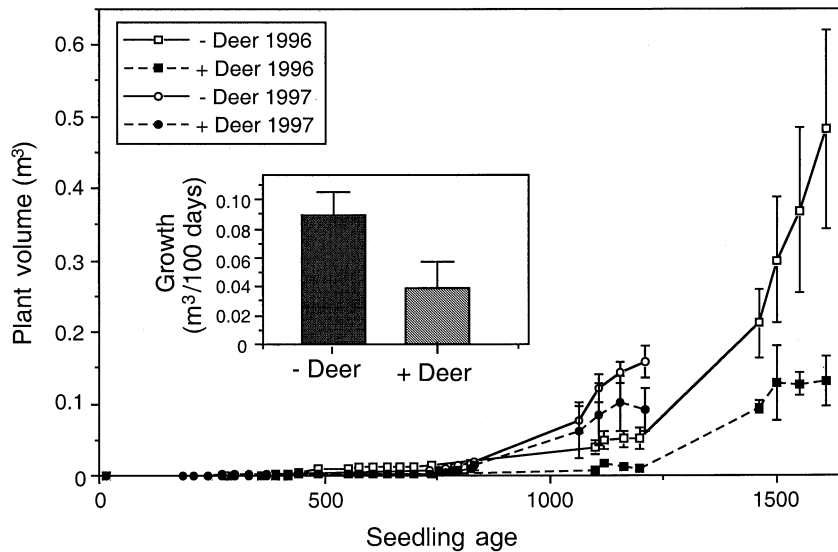 0.6
0.5
0.4
0.3
0.2
0.1
0
Plant volume (m³)
- Deer 1996
+ Deer 1996
- Deer 1997
+ Deer 1997
Growth
(m³/100 days)
0.10
0.08
0.06
0.04
0.02
0
- Deer
+ Deer
0
500
1000
1500
Seedling age